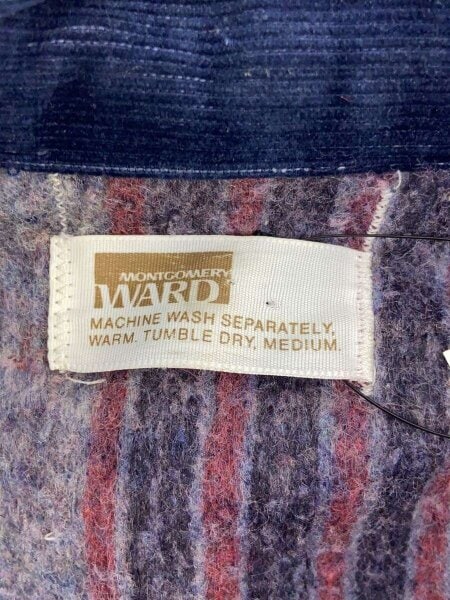 MONTGOMERY
WARD
MACHINE WASH SEPARATELY,
WARM. TUMBLE DRY, MEDIUM.